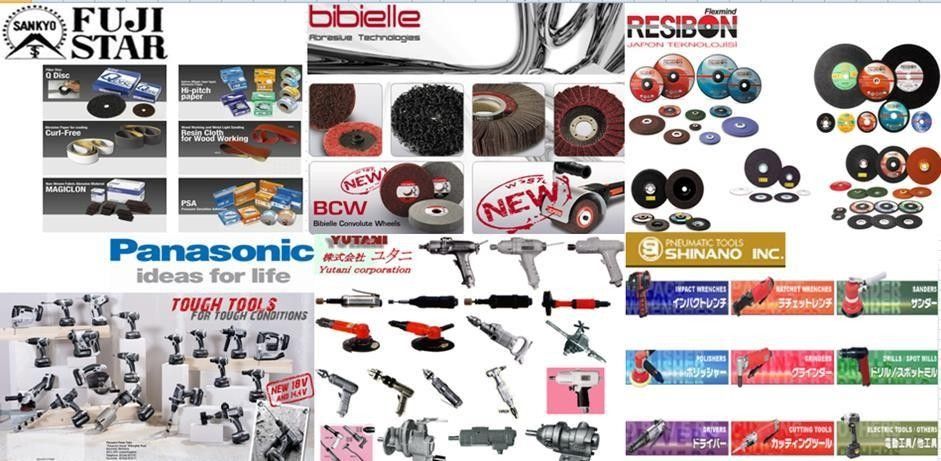 SANKYO
FUJI
STAR
Q Disc
Hi-pitch
paper
Curl-Free
Resin Cloth
for Wood Working
MAGICLON
PSA
bibielle
Abrasive Technologies
NEW
BCW
Bibielle Convolute Wheels
NEW
Flexmind
RESIBON
JAPON TEKNOLOJISI
Panasonic
ideas for life
TOUGH TOOLS
FOR TOUGH CONDITIONS
NEW 18V
AND 14.4V
YUTANI
株式会社 ユタニ
Yutani corporation
PNEUMATIC TOOLS
SHINANO INC.
IMPACT WRENCHES
インパクトレンチ
RATCHET WRENCHES
ラチェットレンチ
SANDERS
サンダー
POLISHERS
ポリッシャー
GRINDERS
グラインダー
DRILLS / SPOT MILLS
ドリル/スポットミル
DRIVERS
ドライバー
CUTTING TOOLS
カッティングツール
ELECTRIC TOOLS / OTHERS
電動工具/他工具